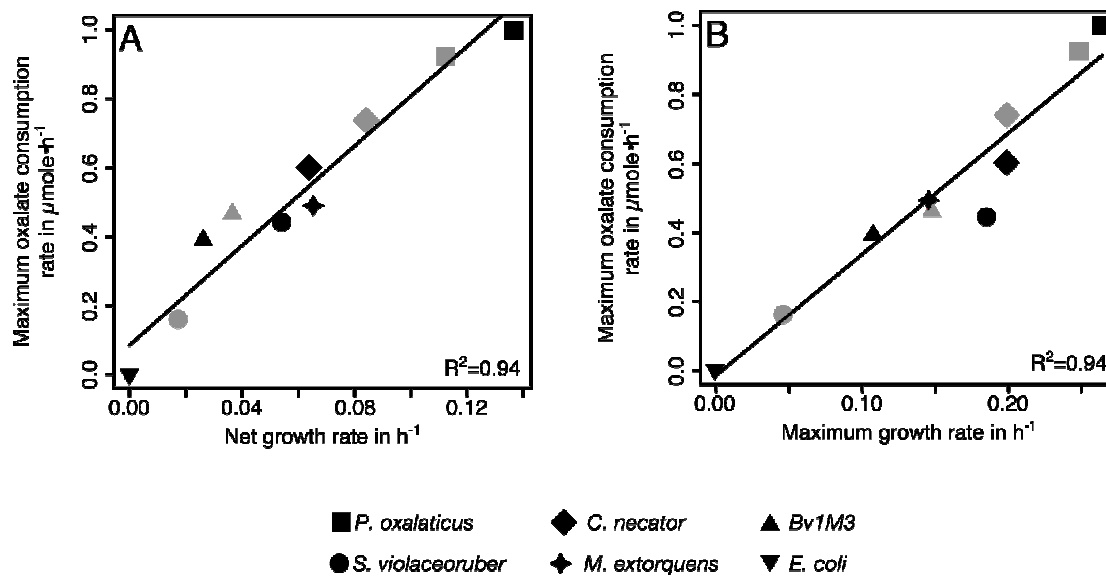 A
Maximum oxalate consumption
rate in µmole•h-1
1.0
0.8
0.6
0.4
0.2
0.0
0.00
0.04
0.08
0.12
R2=0.94
Net growth rate in h-1
B
Maximum oxalate consumption
rate in µmole•h-1
1.0
0.8
0.6
0.4
0.2
0.0
0.00
0.10
0.20
R2=0.94
Maximum growth rate in h-1
P. oxalaticus
C. necator
Bv1M3
S. violaceoruber
M. extorquens
E. coli